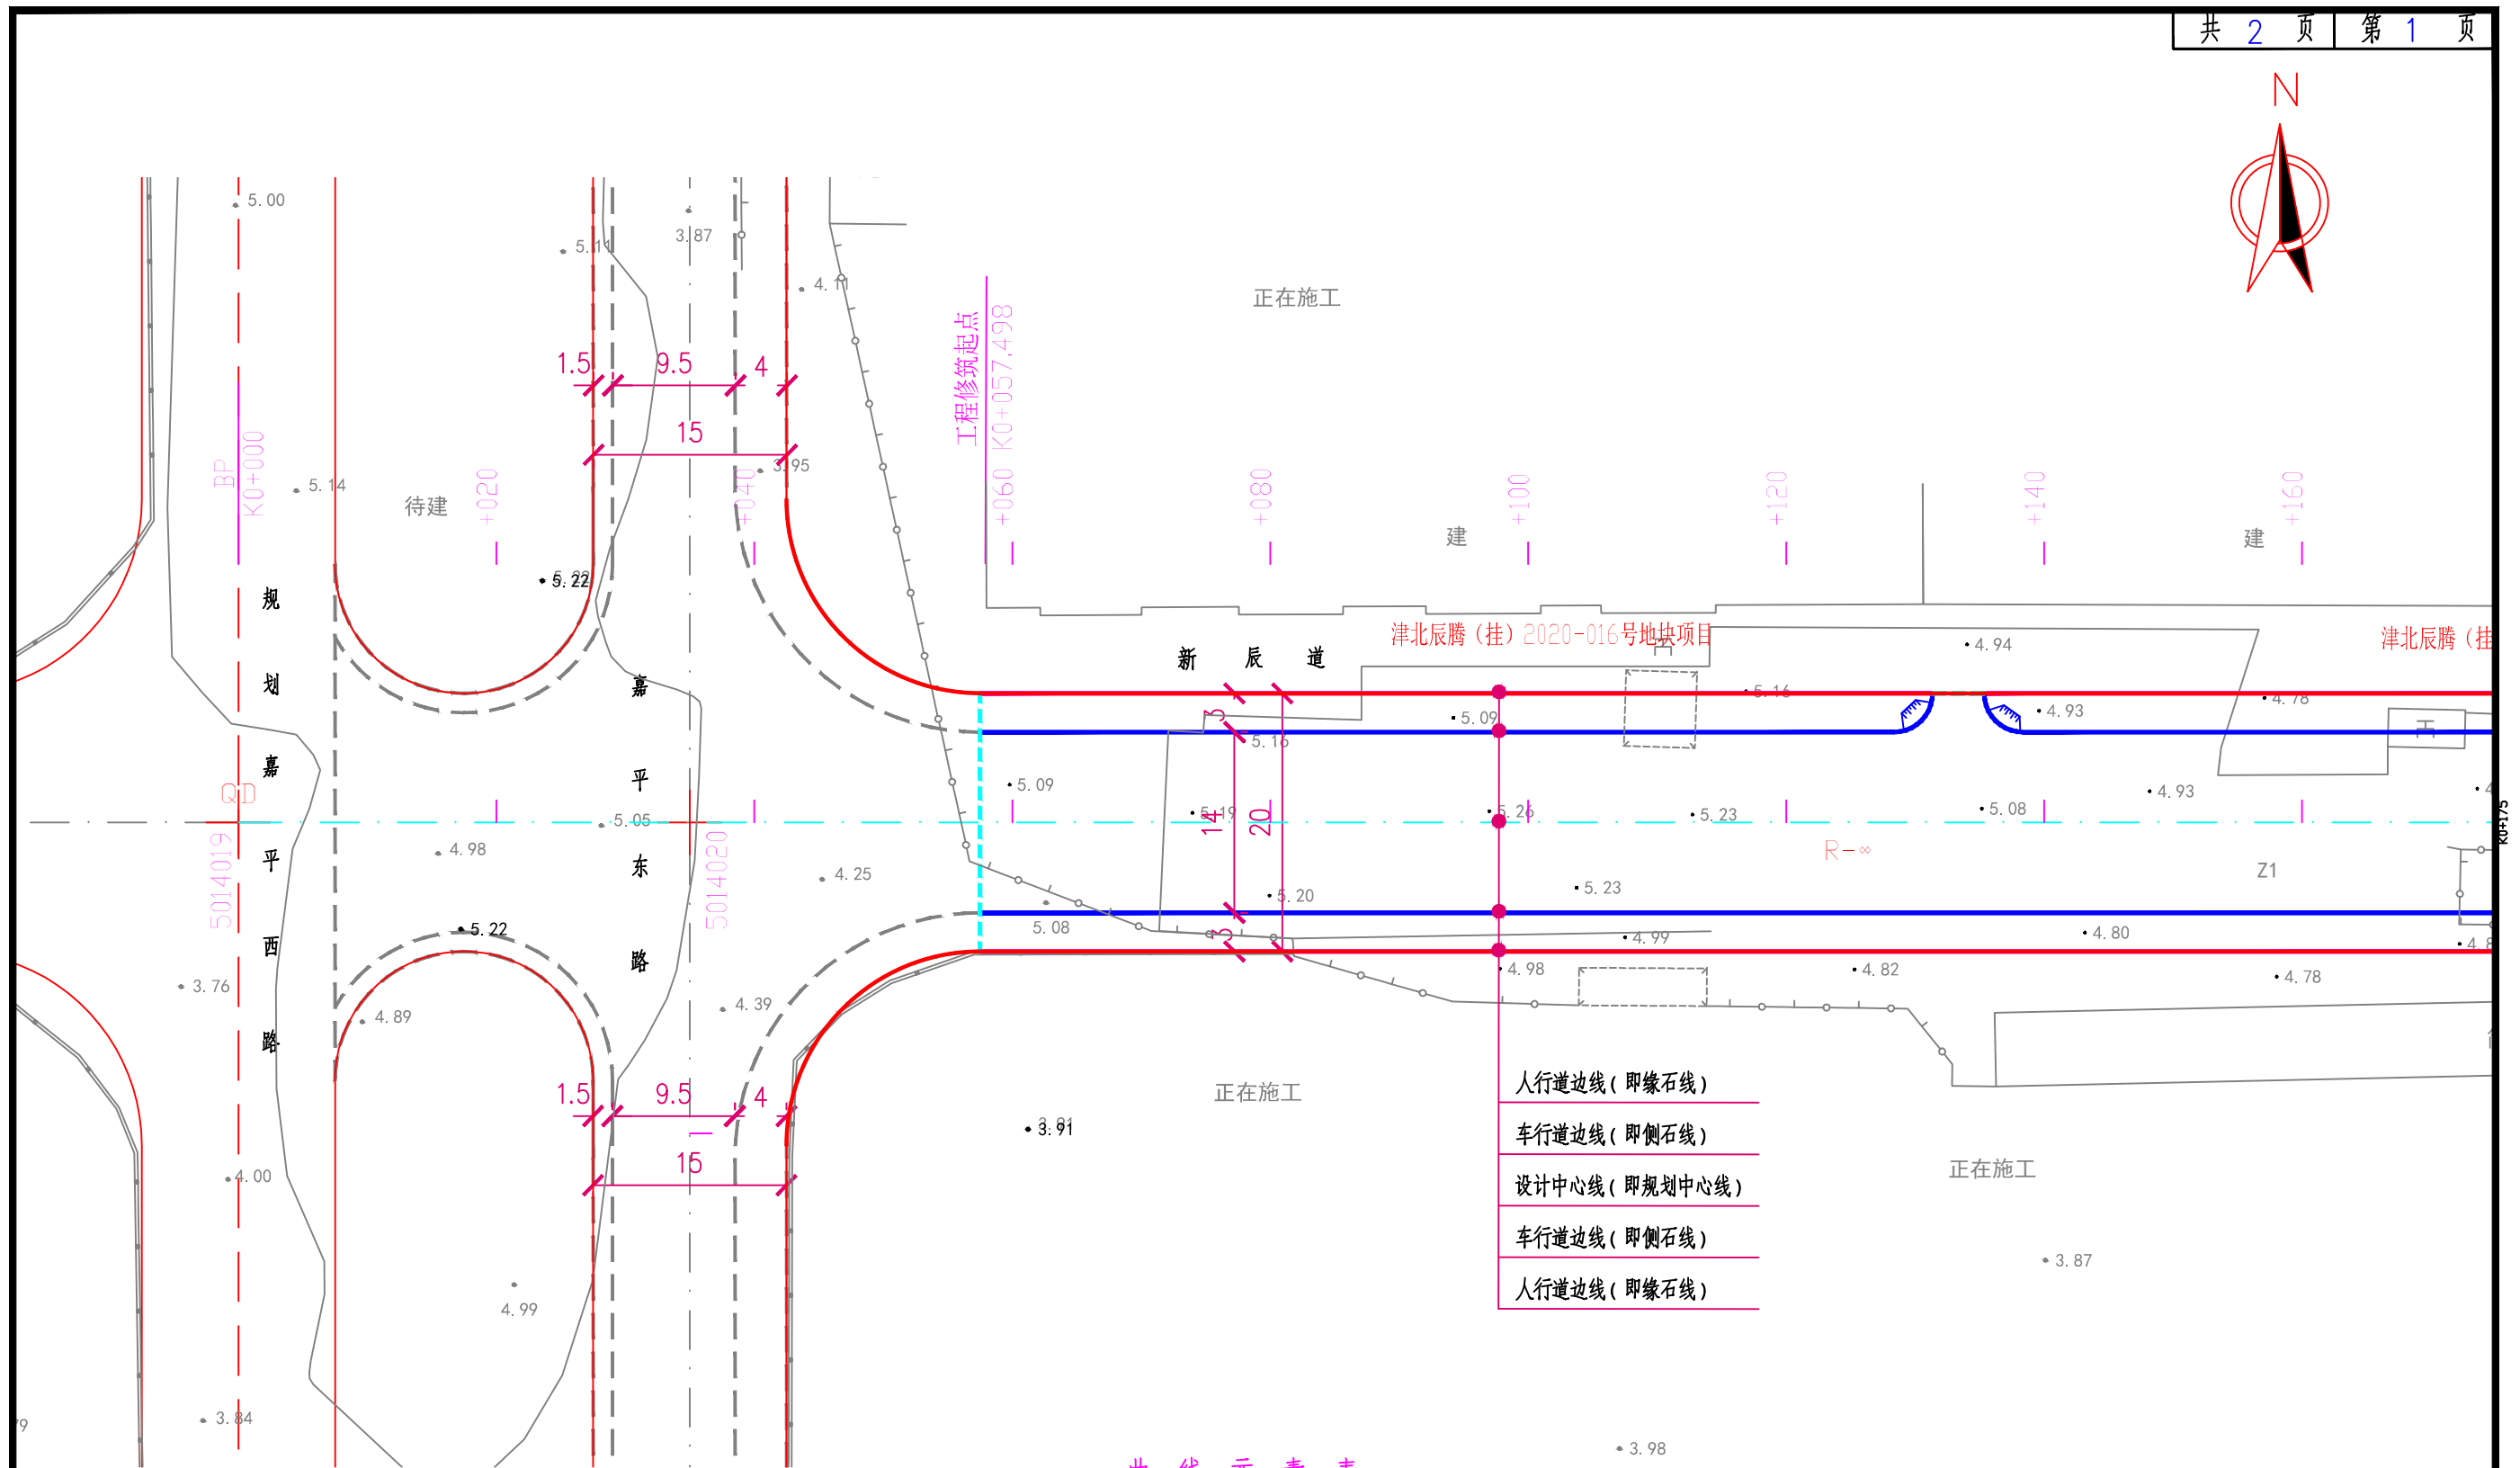 共 2 页 第 1 页
N
5.00
5.11
3.87
4.11
正在施工
工程修筑起点
K0+057.498
1.5 9.5 4
15
3.95
BP
K0+000
5.14
待建
+020
+040
+060
+080
+100
+120
+140
+160
建
建
5.22
规划嘉平西路
嘉平东路
新辰道
津北辰腾（挂）2020-016号地块项目
津北辰腾（挂
4.94
5.16
4.93
4.78
5.09
3
5.16
5.09
4.93
QD
5.05
5.19
14
20
5.26
5.23
5.08
K0+175
5014019
5014020
4.98
4.25
R-∞
Z1
5.20
5.23
5.22
5.08
3
4.99
4.80
3.76
4.98
4.82
4.78
4.89
4.39
1.5 9.5 4
15
正在施工
3.91
人行道边线(即缘石线)
车行道边线(即侧石线)
设计中心线(即规划中心线)
车行道边线(即侧石线)
人行道边线(即缘石线)
正在施工
4.00
3.87
4.99
3.84
3.98